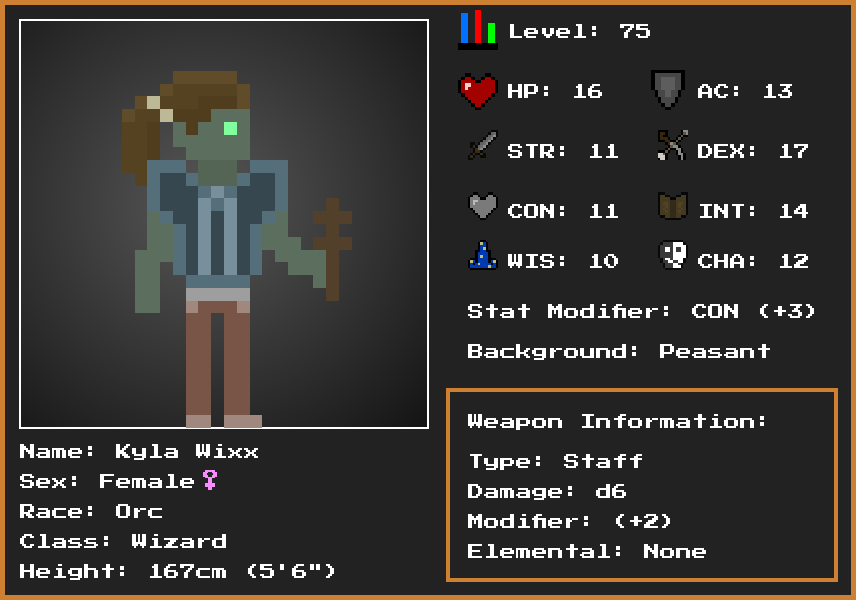 Level: 75
HP: 16 AC: 13
STR: 11 DEX: 17
CON: 11 INT: 14
WIS: 10 CHA: 12
Stat Modifier: CON (+3)
Background: Peasant
Weapon Information:
Type: Staff
Damage: d6
Modifier: (+2)
Elemental: None
Name: Kyla Wixx
Sex: Female♀
Race: Orc
Class: Wizard
Height: 167cm (5'6")